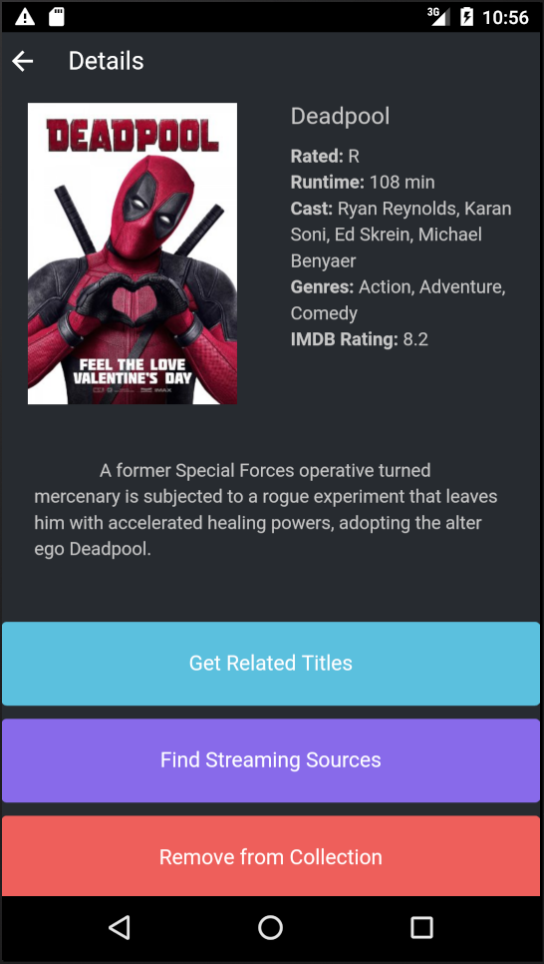 3G 10:56
Details
DEADPOOL
FEEL THE LOVE
VALENTINE'S DAY
Deadpool
Rated: R
Runtime: 108 min
Cast: Ryan Reynolds, Karan
Soni, Ed Skrein, Michael
Benyaer
Genres: Action, Adventure,
Comedy
IMDB Rating: 8.2
A former Special Forces operative turned
mercenary is subjected to a rogue experiment that leaves
him with accelerated healing powers, adopting the alter
ego Deadpool.
Get Related Titles
Find Streaming Sources
Remove from Collection